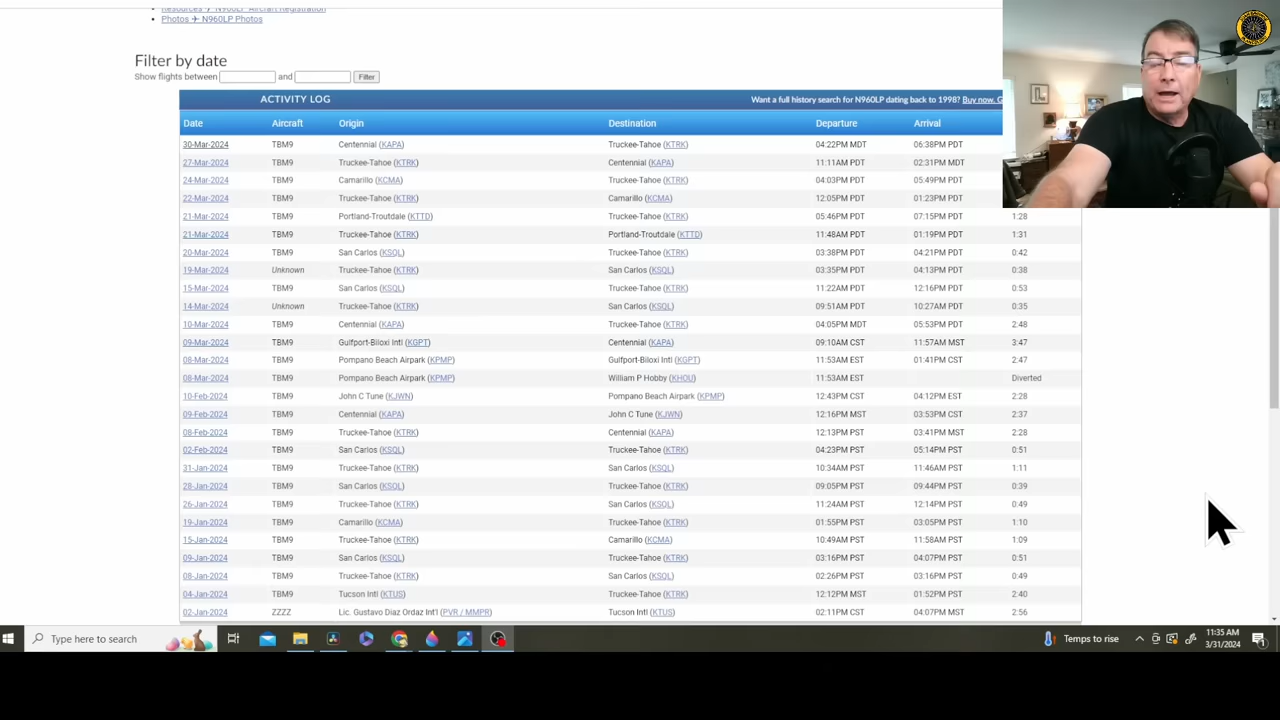 Resources ✈ N960LP Aircraft Registration
Photos ✈ N960LP Photos
Filter by date
Show flights between and Filter
ACTIVITY LOG Want a full history search for N960LP dating back to 1998? Buy now. G
Date Aircraft Origin Destination Departure Arrival
30-Mar-2024 TBM9 Centennial (KAPA) Truckee-Tahoe (KTRK) 04:22PM MDT 06:38PM PDT
27-Mar-2024 TBM9 Truckee-Tahoe (KTRK) Centennial (KAPA) 11:11AM PDT 02:31PM MDT
24-Mar-2024 TBM9 Camarillo (KCMA) Truckee-Tahoe (KTRK) 04:03PM PDT 05:49PM PDT
22-Mar-2024 TBM9 Truckee-Tahoe (KTRK) Camarillo (KCMA) 12:05PM PDT 01:23PM PDT
21-Mar-2024 TBM9 Portland-Troutdale (KTTD) Truckee-Tahoe (KTRK) 05:46PM PDT 07:15PM PDT 1:28
21-Mar-2024 TBM9 Truckee-Tahoe (KTRK) Portland-Troutdale (KTTD) 11:48AM PDT 01:19PM PDT 1:31
20-Mar-2024 TBM9 San Carlos (KSQL) Truckee-Tahoe (KTRK) 03:38PM PDT 04:21PM PDT 0:42
19-Mar-2024 Unknown Truckee-Tahoe (KTRK) San Carlos (KSQL) 03:35PM PDT 04:13PM PDT 0:38
15-Mar-2024 TBM9 San Carlos (KSQL) Truckee-Tahoe (KTRK) 11:22AM PDT 12:16PM PDT 0:53
14-Mar-2024 Unknown Truckee-Tahoe (KTRK) San Carlos (KSQL) 09:51AM PDT 10:27AM PDT 0:35
10-Mar-2024 TBM9 Centennial (KAPA) Truckee-Tahoe (KTRK) 04:05PM MDT 05:53PM PDT 2:48
09-Mar-2024 TBM9 Gulfport-Biloxi Intl (KGPT) Centennial (KAPA) 09:10AM CST 11:57AM MST 3:47
08-Mar-2024 TBM9 Pompano Beach Airpark (KPMP) Gulfport-Biloxi Intl (KGPT) 11:53AM EST 01:41PM CST 2:47
08-Mar-2024 TBM9 Pompano Beach Airpark (KPMP) William P Hobby (KHOU) 11:53AM EST Diverted
10-Feb-2024 TBM9 John C Tune (KJWN) Pompano Beach Airpark (KPMP) 12:43PM CST 04:12PM EST 2:28
09-Feb-2024 TBM9 Centennial (KAPA) John C Tune (KJWN) 12:16PM MST 03:53PM CST 2:37
08-Feb-2024 TBM9 Truckee-Tahoe (KTRK) Centennial (KAPA) 12:13PM PST 03:41PM MST 2:28
02-Feb-2024 TBM9 San Carlos (KSQL) Truckee-Tahoe (KTRK) 04:23PM PST 05:14PM PST 0:51
31-Jan-2024 TBM9 Truckee-Tahoe (KTRK) San Carlos (KSQL) 10:34AM PST 11:46AM PST 1:11
28-Jan-2024 TBM9 San Carlos (KSQL) Truckee-Tahoe (KTRK) 09:05PM PST 09:44PM PST 0:39
26-Jan-2024 TBM9 Truckee-Tahoe (KTRK) San Carlos (KSQL) 11:24AM PST 12:14PM PST 0:49
19-Jan-2024 TBM9 Camarillo (KCMA) Truckee-Tahoe (KTRK) 01:55PM PST 03:05PM PST 1:10
15-Jan-2024 TBM9 Truckee-Tahoe (KTRK) Camarillo (KCMA) 10:49AM PST 11:58AM PST 1:09
09-Jan-2024 TBM9 San Carlos (KSQL) Truckee-Tahoe (KTRK) 03:16PM PST 04:07PM PST 0:51
08-Jan-2024 TBM9 Truckee-Tahoe (KTRK) San Carlos (KSQL) 02:26PM PST 03:16PM PST 0:49
04-Jan-2024 TBM9 Tucson Intl (KTUS) Truckee-Tahoe (KTRK) 12:12PM MST 01:52PM PST 2:40
02-Jan-2024 ZZZZ Lic. Gustavo Diaz Ordaz Int'l (PVR / MMPR) Tucson Intl (KTUS) 02:11PM CST 04:07PM MST 2:56
Type here to search Temps to rise 11:35 AM
3/31/2024